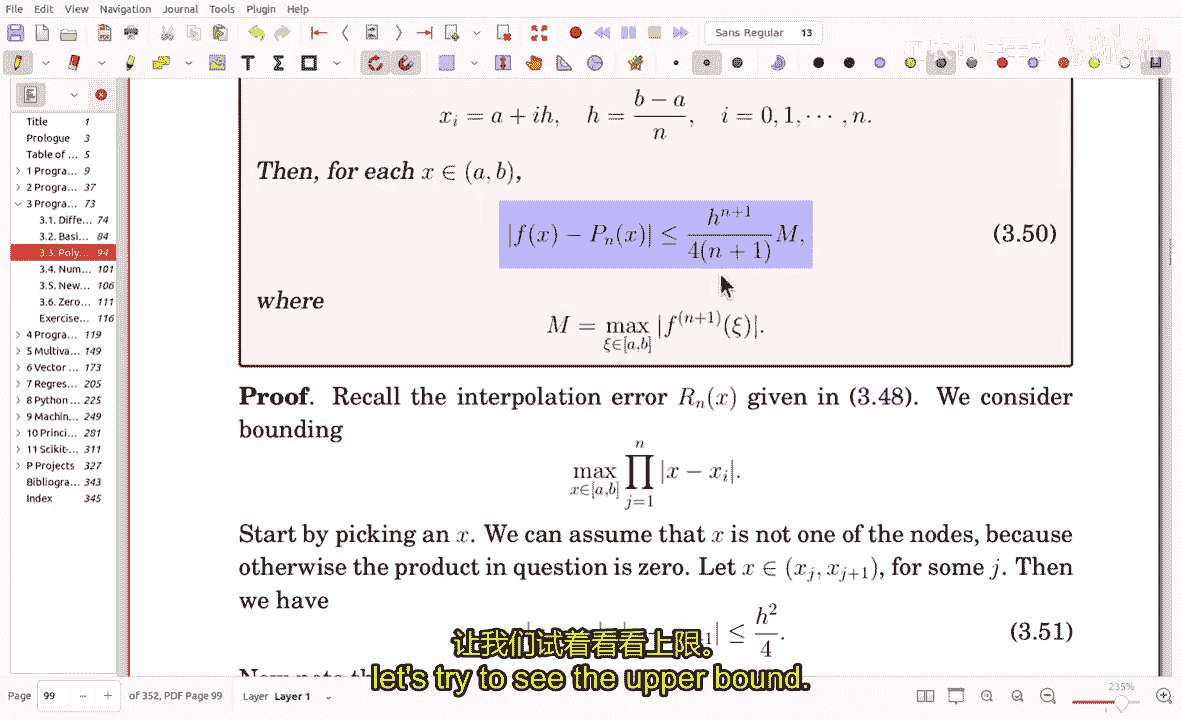 File Edit View Navigation Journal Tools Plugin Help
Sans Regular 13
Title 1
Prologue 3
Table of ... 5
1 Progra... 9
2 Progra... 37
3 Progra... 73
3.1. Diffe... 74
3.2. Basi... 84
3.3. Poly... 94
3.4. Num... 101
3.5. New... 106
3.6. Zero... 111
Exercise... 116
4 Progra... 119
5 Multiva... 149
6 Vector ... 173
7 Regres... 205
8 Python ... 225
9 Machin... 249
10 Princi... 281
11 Scikit-... 311
P Projects 327
Bibliogra... 343
Index 345
x_i = a + ih, h = \frac{b − a}{n}, i = 0, 1, ⋯ , n.
Then, for each x ∈ (a, b),
|f(x) − P_n(x)| ≤ \frac{h^{n+1}}{4(n + 1)} M, (3.50)
where
M = \max_{ξ∈[a,b]} |f^{(n+1)}(ξ)|.
Proof. Recall the interpolation error R_n(x) given in (3.48). We consider
bounding
\max_{x∈[a,b]} \prod_{j=1}^{n} |x − x_i|.
Start by picking an x. We can assume that x is not one of the nodes, because
otherwise the product in question is zero. Let x ∈ (x_j, x_{j+1}), for some j. Then
we have
| ≤ \frac{h^2}{4}. (3.51)
让我们试着看看上限。
let's try to see the upper bound.
Page 99 − + of 352, PDF Page 99 Layer Layer 1 235%